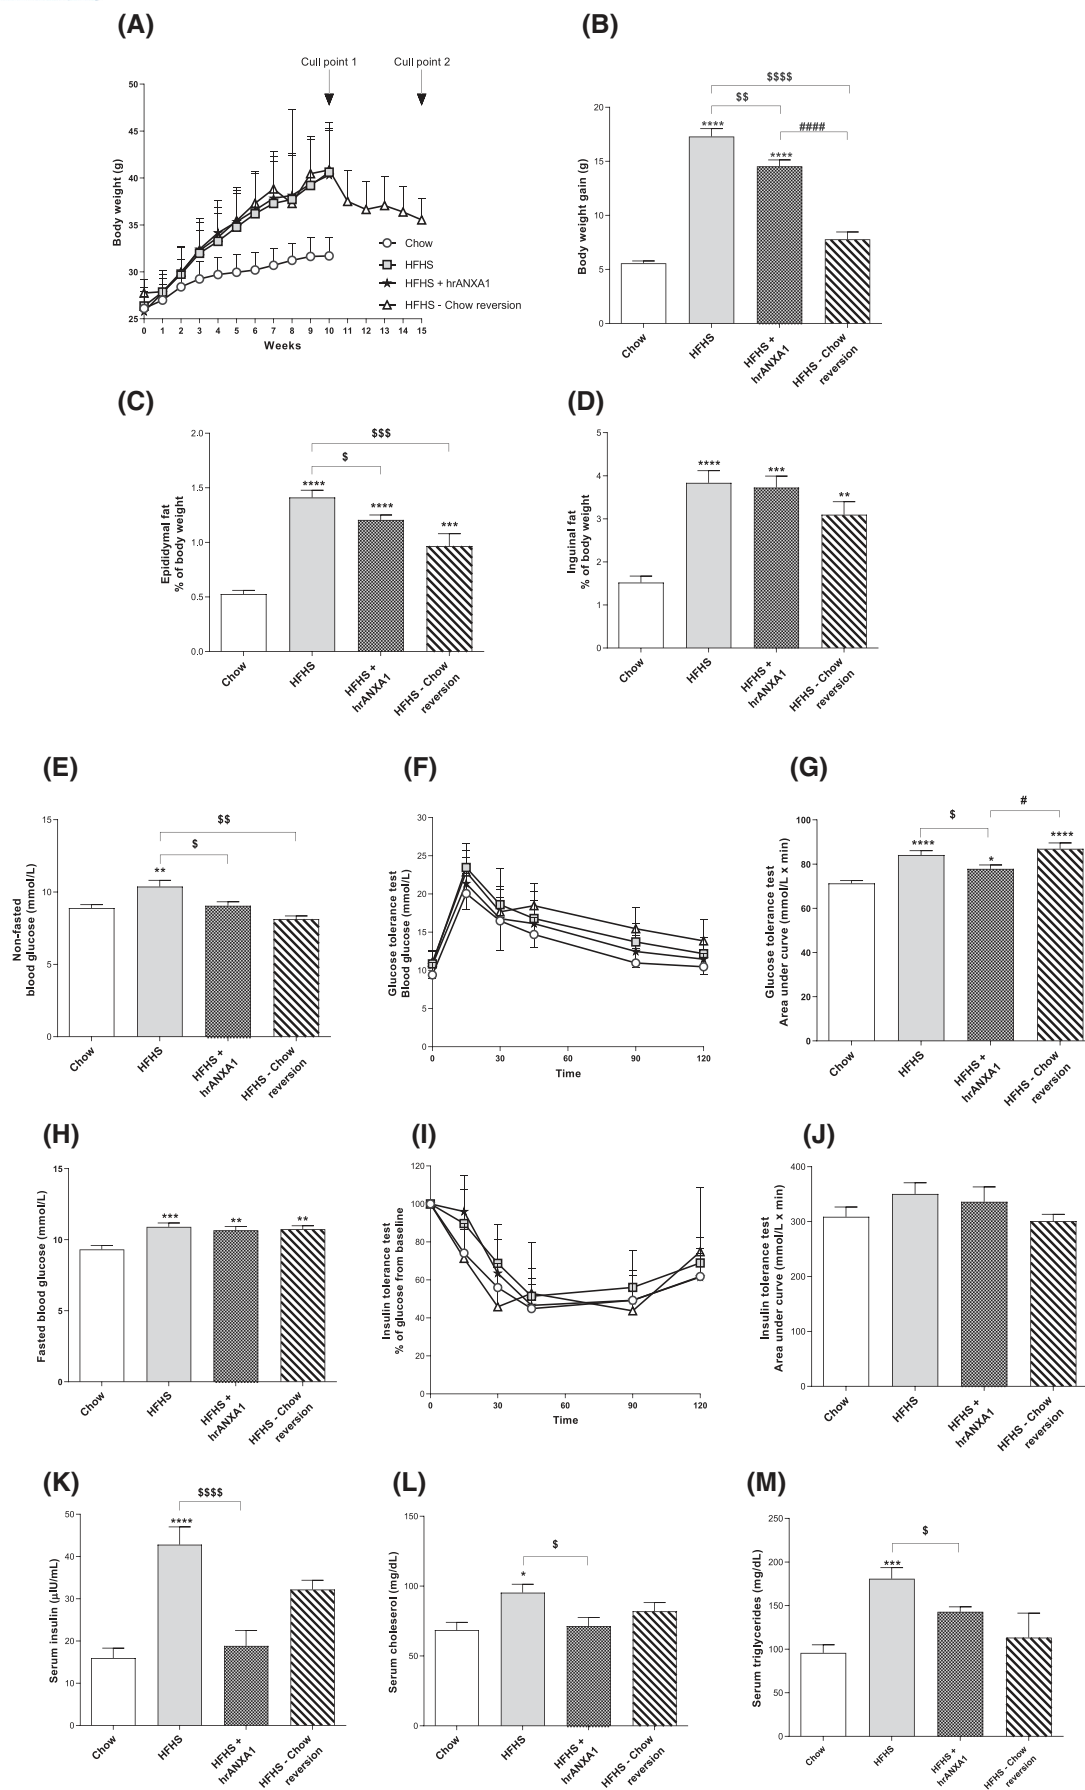 (A)
Cull point 1
Cull point 2
50
45
40
35
30
25
Body weight (g)
0 1 2 3 4 5 6 7 8 9 10 11 12 13 14 15
Weeks
Chow
HFHS
HFHS + hrANXA1
HFHS - Chow reversion
(B)
$$$$
$$
####
****
****
20
15
10
5
0
Body weight gain (g)
Chow
HFHS
HFHS +
hrANXA1
HFHS - Chow
reversion
(C)
$$$
$
****
****
***
2.0
1.5
1.0
0.5
0.0
Epididymal fat
% of body weight
Chow
HFHS
HFHS +
hrANXA1
HFHS - Chow
reversion
(D)
****
***
**
5
4
3
2
1
0
Inguinal fat
% of body weight
Chow
HFHS
HFHS +
hrANXA1
HFHS - Chow
reversion
(E)
$$
$
**
15
10
5
0
Non-fasted
blood glucose (mmol/L)
Chow
HFHS
HFHS +
hrANXA1
HFHS - Chow
reversion
(F)
30
25
20
15
10
5
0
Glucose tolerance test
Blood glucose (mmol/L)
0 30 60 90 120
Time
(G)
#
$
****
*
****
100
80
60
40
20
0
Glucose tolerance test
Area under curve (mmol/L x min)
Chow
HFHS
HFHS +
hrANXA1
HFHS - Chow
reversion
(H)
***
**
**
15
10
5
0
Fasted blood glucose (mmol/L)
Chow
HFHS
HFHS +
hrANXA1
HFHS - Chow
reversion
(I)
120
100
80
60
40
20
0
Insulin tolerance test
% of glucose from baseline
0 30 60 90 120
Time
(J)
400
300
200
100
0
Insulin tolerance test
Area under curve (mmol/L x min)
Chow
HFHS
HFHS +
hrANXA1
HFHS - Chow
reversion
(K)
$$$$
****
50
40
30
20
10
0
Serum insulin (µIU/mL)
Chow
HFHS
HFHS +
hrANXA1
HFHS - Chow
reversion
(L)
$
*
150
100
50
0
Serum choleserol (mg/dL)
Chow
HFHS
HFHS +
hrANXA1
HFHS - Chow
reversion
(M)
$
***
250
200
150
100
50
0
Serum triglycerides (mg/dL)
Chow
HFHS
HFHS +
hrANXA1
HFHS - Chow
reversion